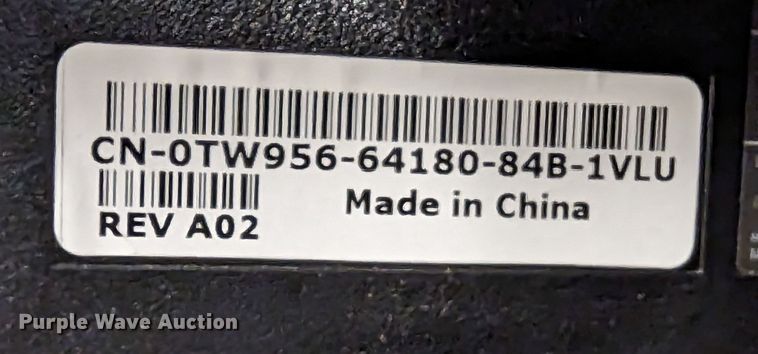 CN-0TW956-64180-84B-1VLU
Made in China
REV A02
Purple Wave Auction